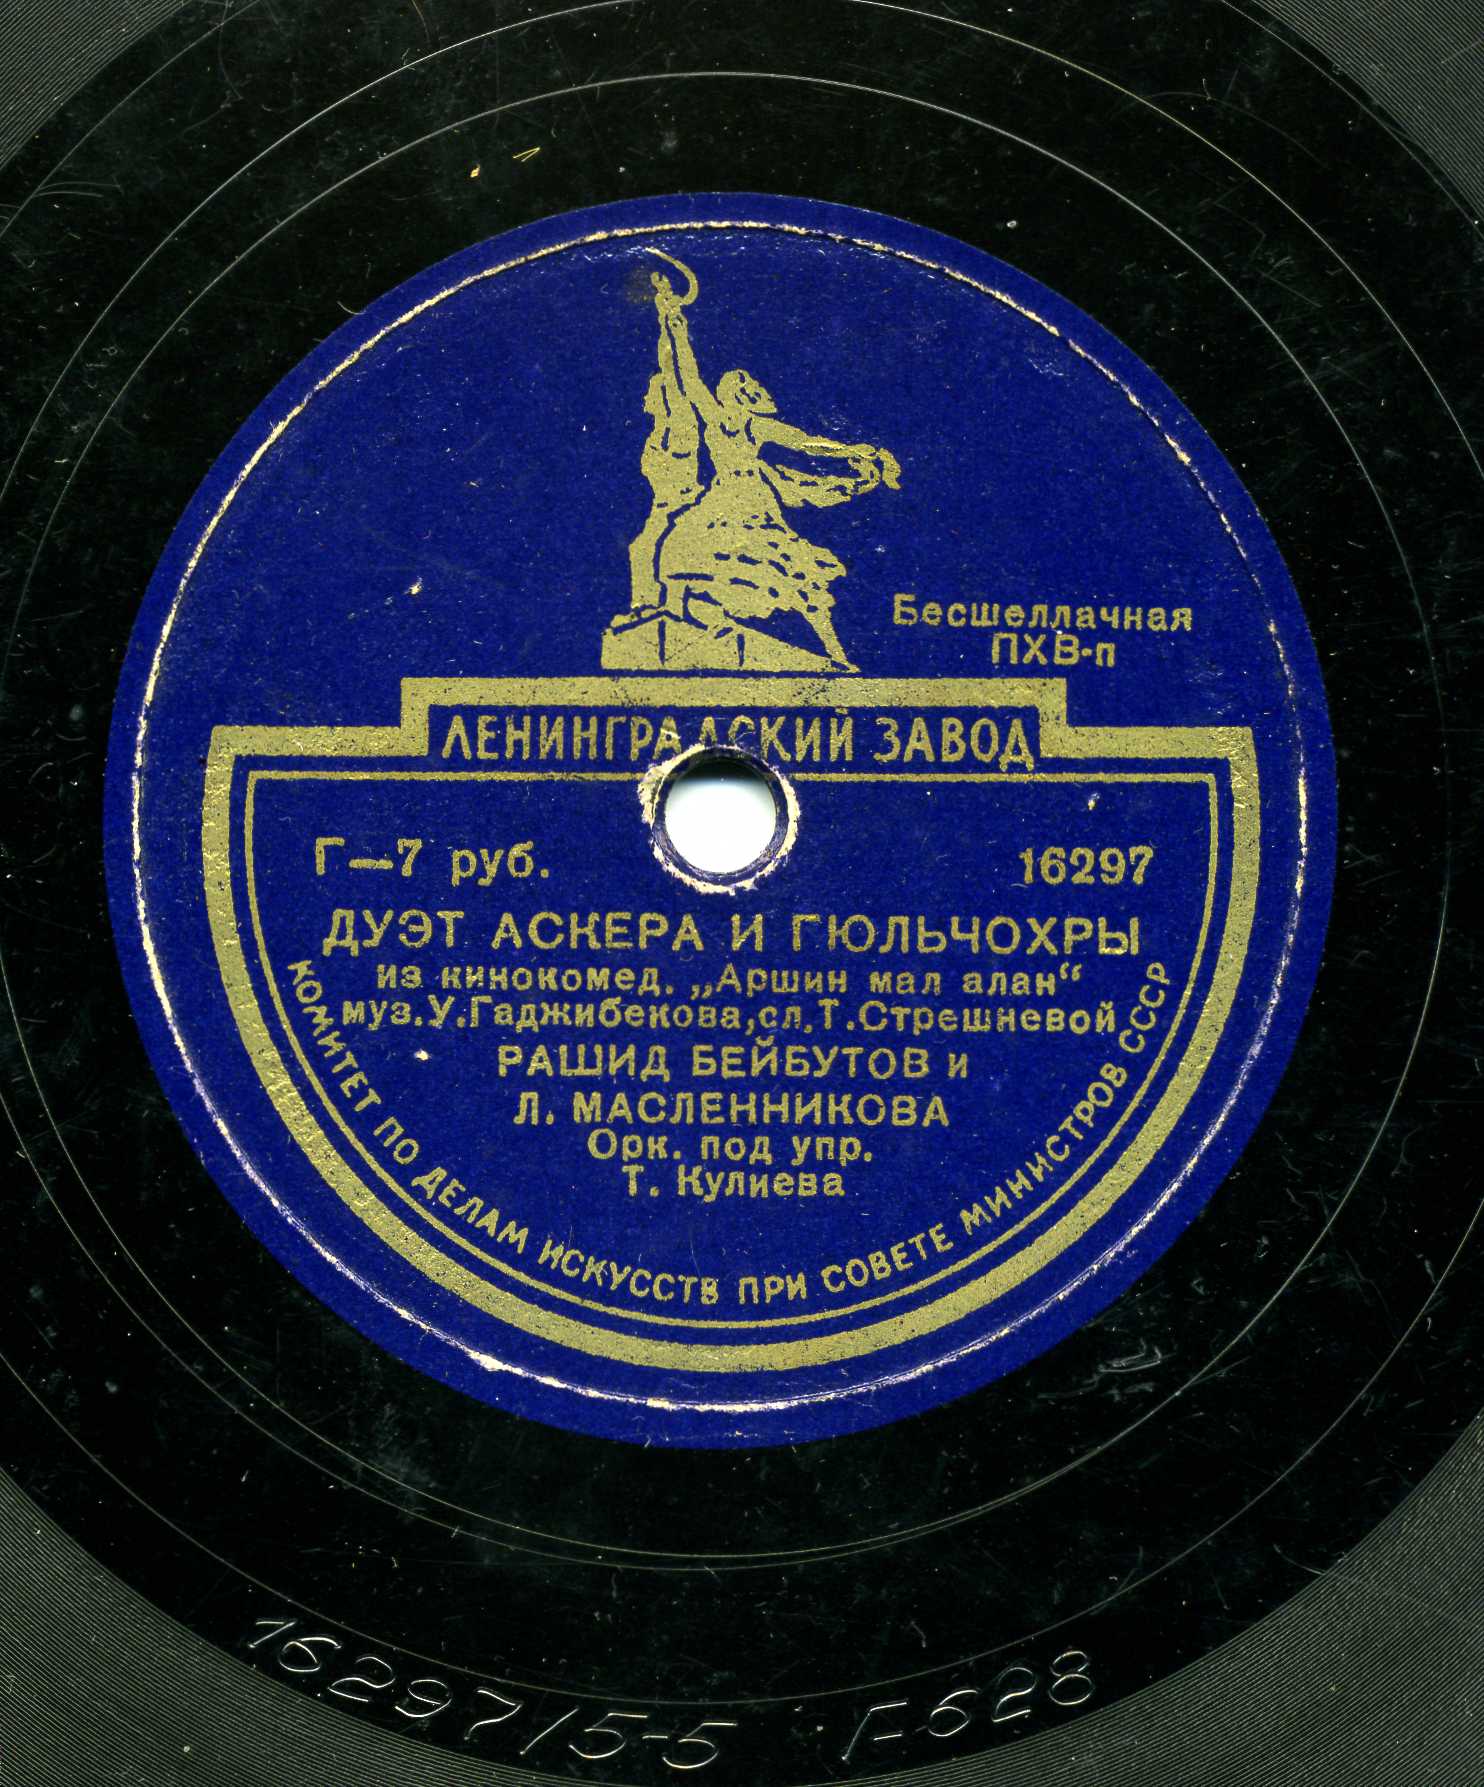 Бесшеллачная
ПХВ-п
ЛЕНИНГРАДСКИЙ ЗАВОД
Г—7 руб.
16297
ДУЭТ АСКЕРА И ГЮЛЬЧОХРЫ
из кинокомед. „Аршин мал алан“
муз.У.Гаджибекова,сл.Т.Стрешневой
РАШИД БЕЙБУТОВ и
Л. МАСЛЕННИКОВА
Орк. под упр.
Т. Кулиева
КОМИТЕТ ПО ДЕЛАМ ИСКУССТВ ПРИ СОВЕТЕ МИНИСТРОВ СССР
16297/5-5 F628